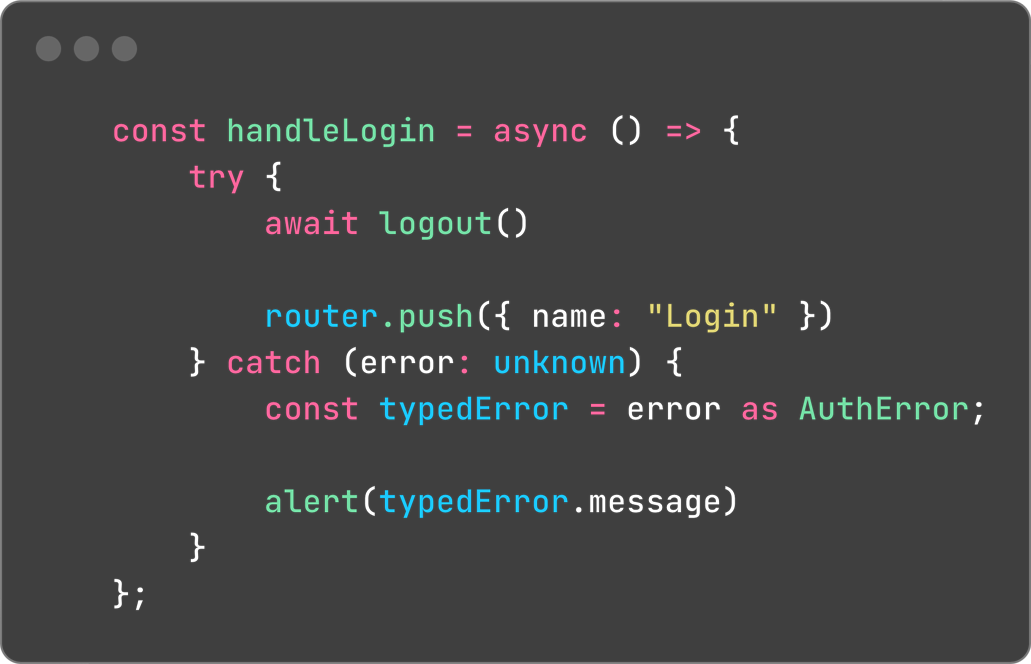 const handleLogin = async () => {
    try {
        await logout()

        router.push({ name: "Login" })
    } catch (error: unknown) {
        const typedError = error as AuthError;

        alert(typedError.message)
    }
};